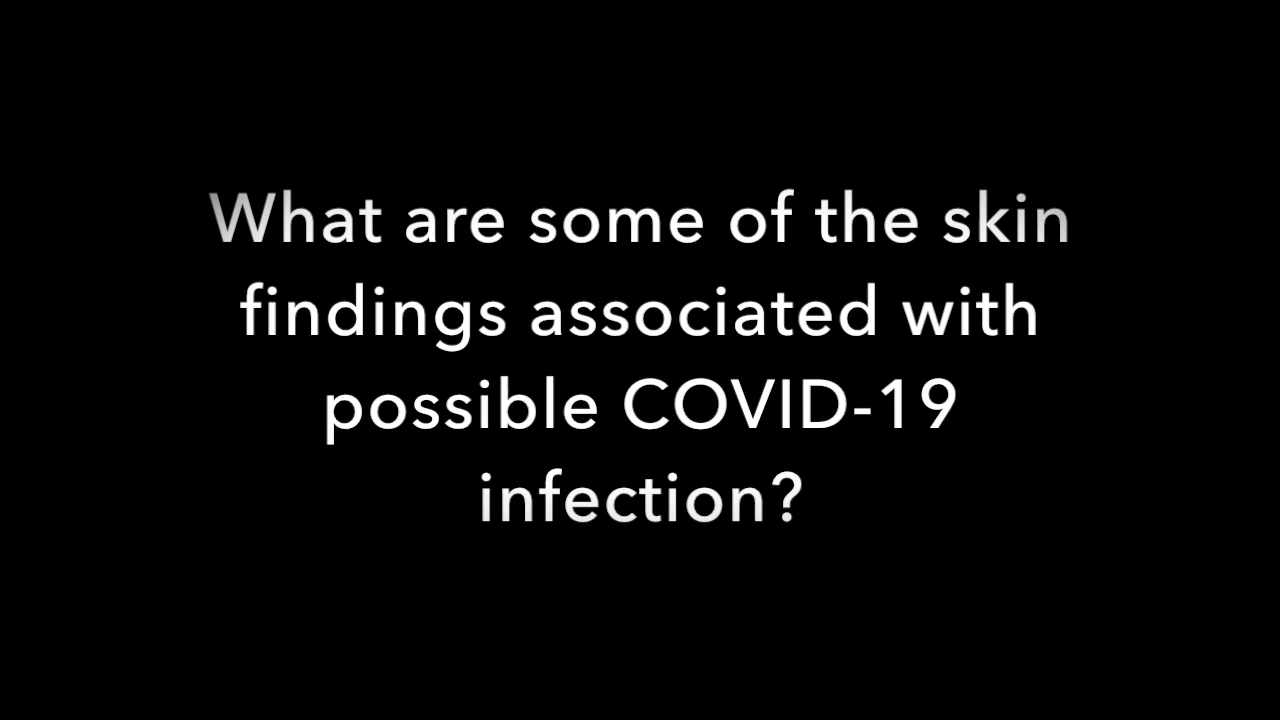 What are some of the skin
findings associated with
possible COVID-19
infection?